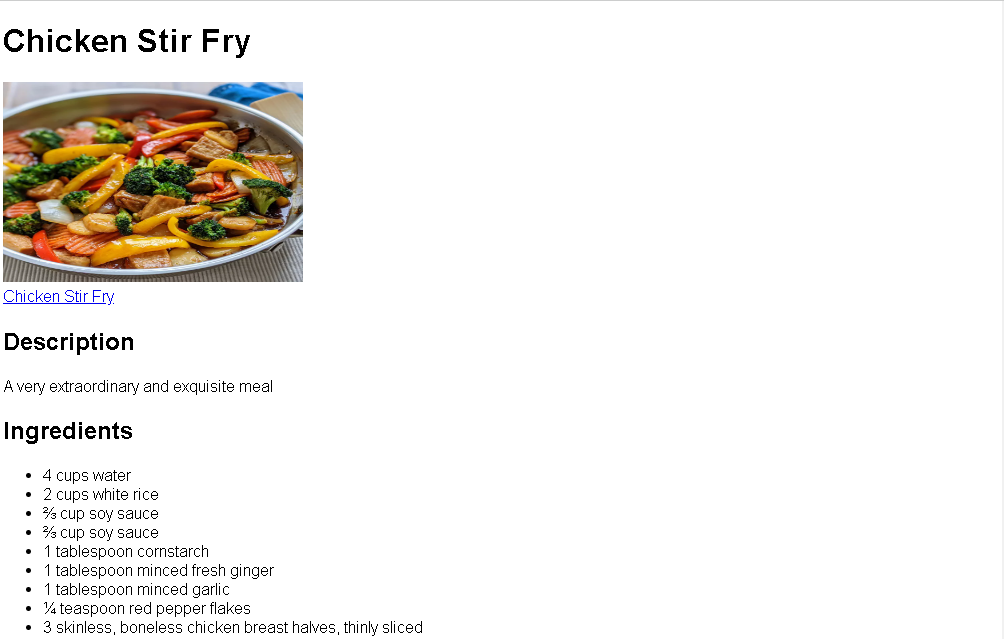 Chicken Stir Fry
Chicken Stir Fry
Description
A very extraordinary and exquisite meal
Ingredients
• 4 cups water
• 2 cups white rice
• ⅔ cup soy sauce
• ⅔ cup soy sauce
• 1 tablespoon cornstarch
• 1 tablespoon minced fresh ginger
• 1 tablespoon minced garlic
• ¼ teaspoon red pepper flakes
• 3 skinless, boneless chicken breast halves, thinly sliced